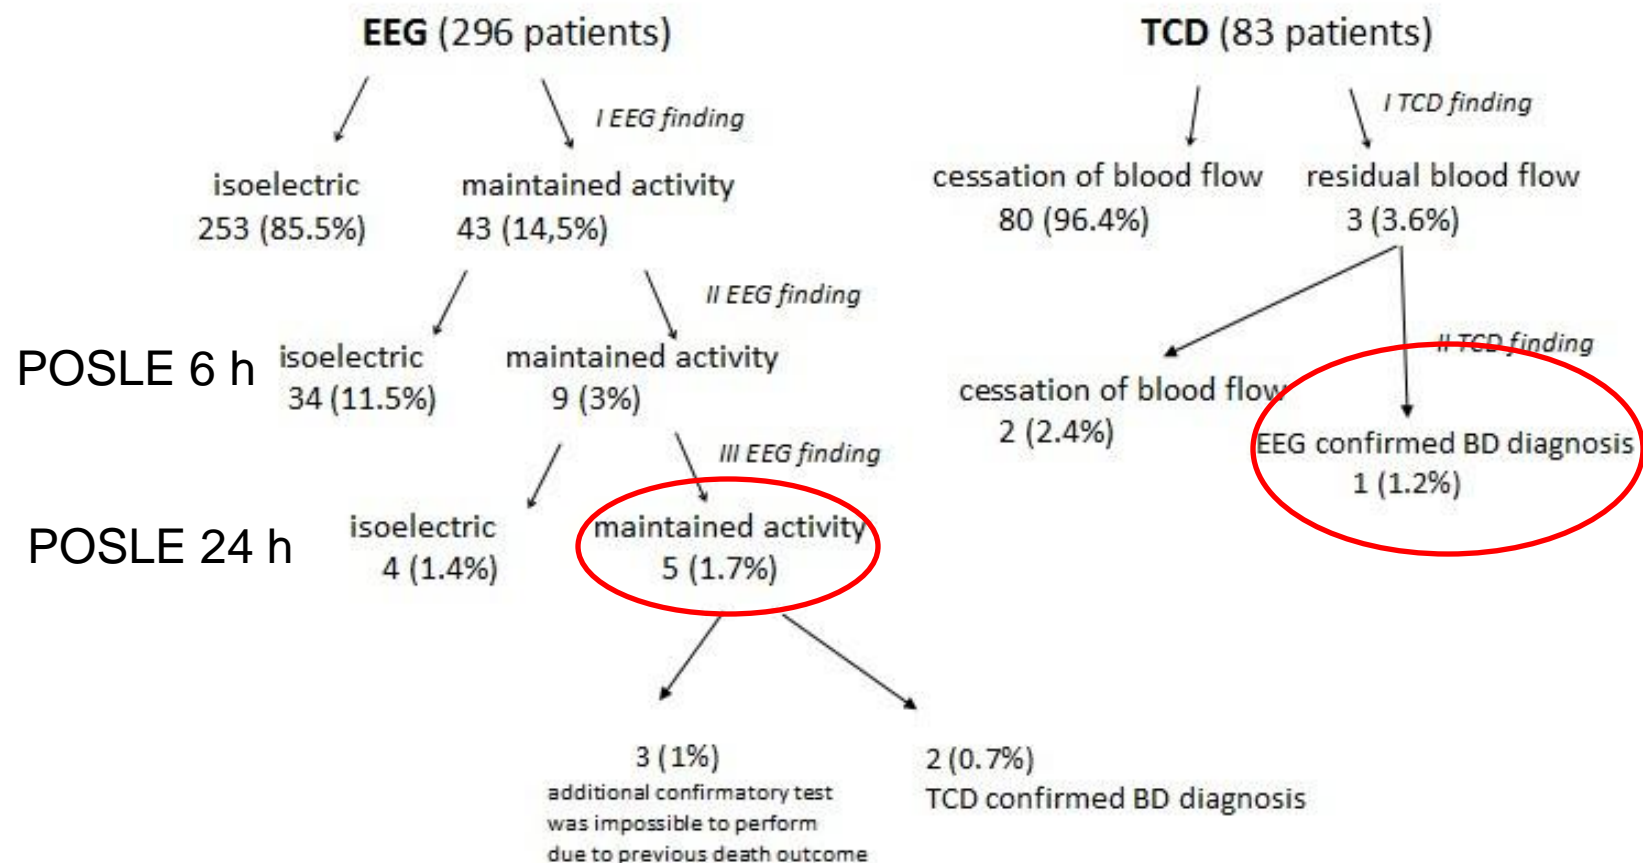 EEG (296 patients)
I EEG finding
isoelectric
253 (85.5%)
maintained activity
43 (14,5%)
II EEG finding
POSLE 6 h
isoelectric
34 (11.5%)
maintained activity
9 (3%)
III EEG finding
POSLE 24 h
isoelectric
4 (1.4%)
maintained activity
5 (1.7%)
3 (1%)
additional confirmatory test
was impossible to perform
due to previous death outcome
2 (0.7%)
TCD confirmed BD diagnosis
TCD (83 patients)
I TCD finding
cessation of blood flow
80 (96.4%)
residual blood flow
3 (3.6%)
II TCD finding
cessation of blood flow
2 (2.4%)
EEG confirmed BD diagnosis
1 (1.2%)